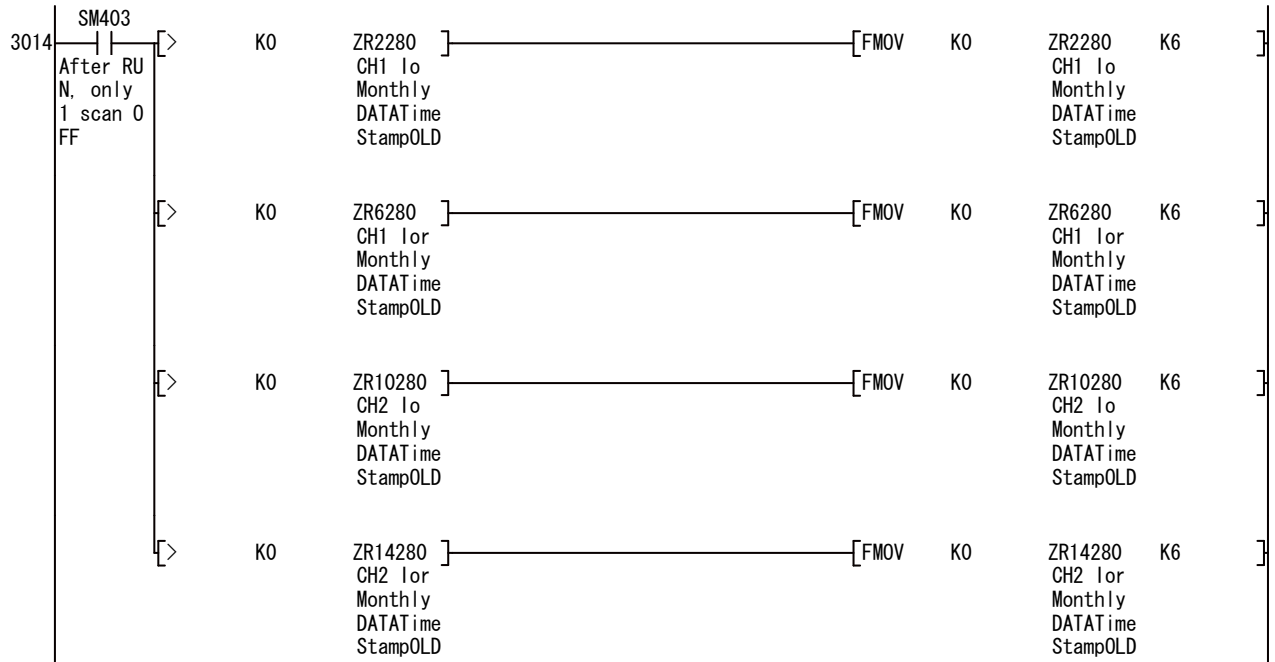 SM403
3014 [> K0 ZR2280 ] [FMOV K0 ZR2280 K6 ]
After RU CH1 Io CH1 Io
N, only Monthly Monthly
1 scan O DATATime DATATime
FF StampOLD StampOLD
[> K0 ZR6280 ] [FMOV K0 ZR6280 K6 ]
CH1 Ior CH1 Ior
Monthly Monthly
DATATime DATATime
StampOLD StampOLD
[> K0 ZR10280 ] [FMOV K0 ZR10280 K6 ]
CH2 Io CH2 Io
Monthly Monthly
DATATime DATATime
StampOLD StampOLD
[> K0 ZR14280 ] [FMOV K0 ZR14280 K6 ]
CH2 Ior CH2 Ior
Monthly Monthly
DATATime DATATime
StampOLD StampOLD